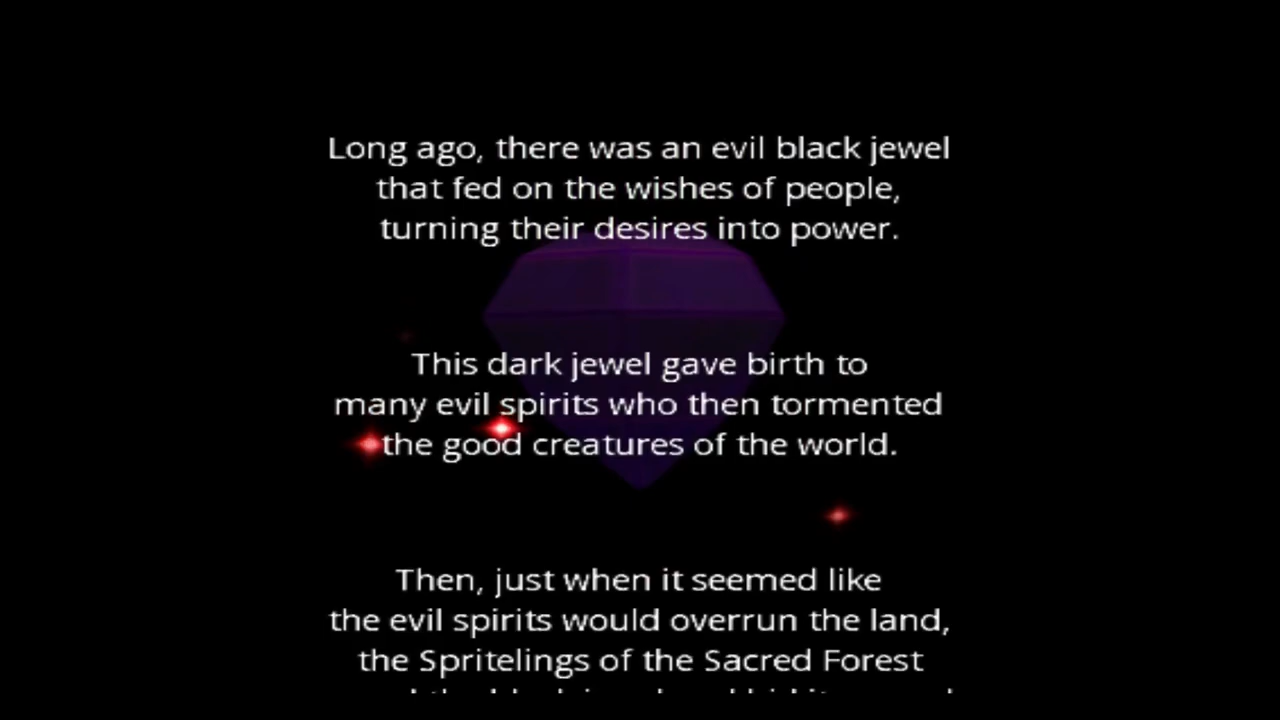 Long ago, there was an evil black jewel
that fed on the wishes of people,
turning their desires into power.
This dark jewel gave birth to
many evil spirits who then tormented
the good creatures of the world.
Then, just when it seemed like
the evil spirits would overrun the land,
the Spritelings of the Sacred Forest